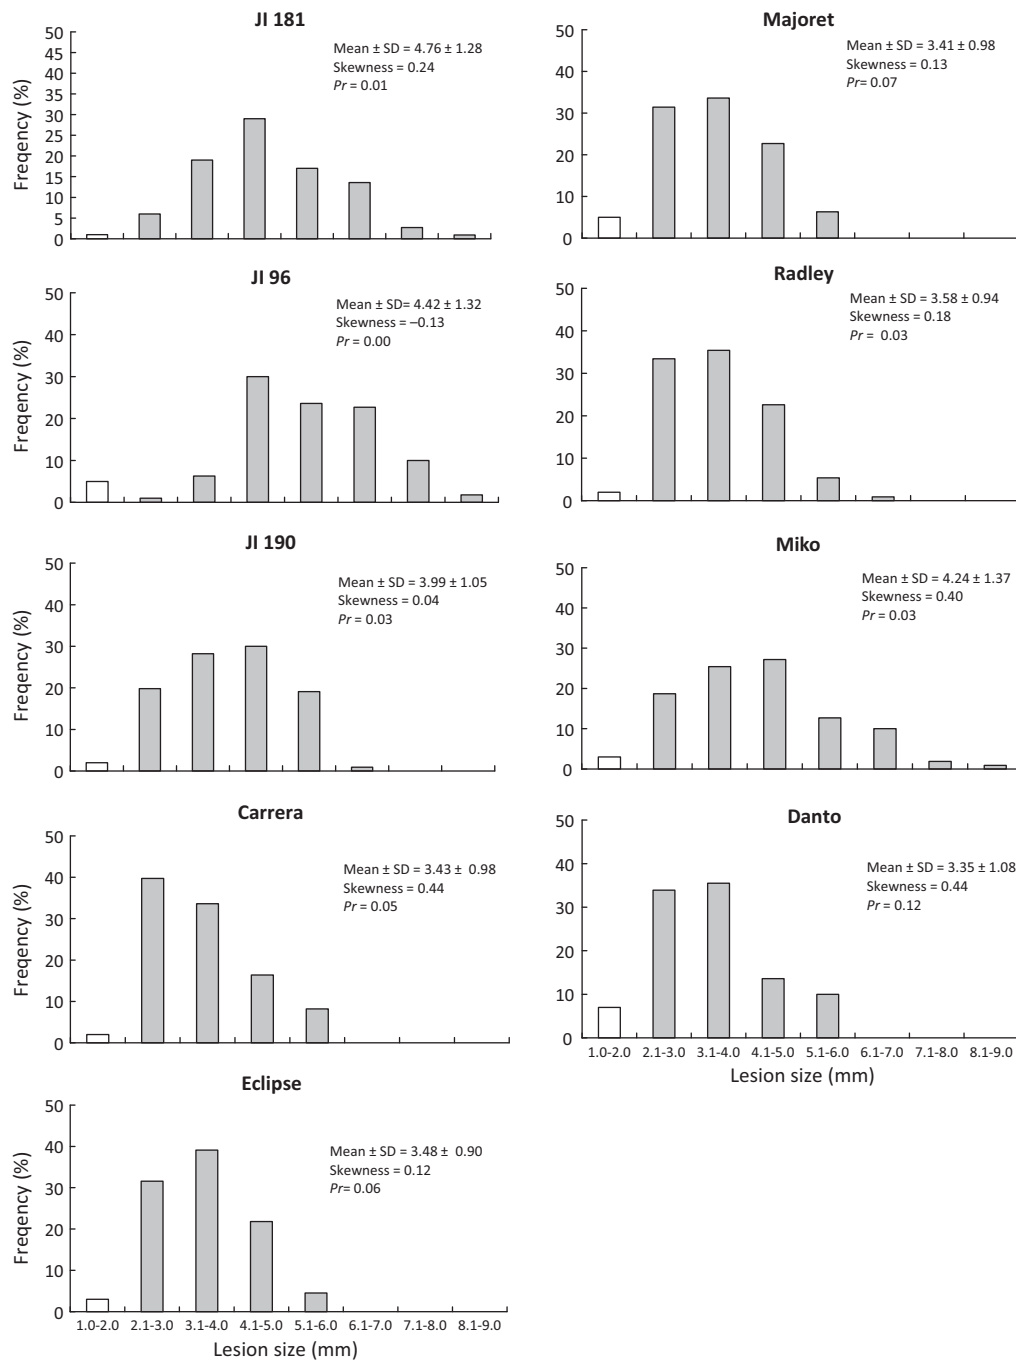 JI 181
Mean ± SD = 4.76 ± 1.28
Skewness = 0.24
Pr = 0.01
Freqency (%)
50
45
40
35
30
25
20
15
10
5
0
JI 96
Mean ± SD= 4.42 ± 1.32
Skewness = –0.13
Pr = 0.00
Freqency (%)
50
40
30
20
10
0
JI 190
Mean ± SD = 3.99 ± 1.05
Skewness = 0.04
Pr = 0.03
Freqency (%)
50
40
30
20
10
0
Carrera
Mean ± SD = 3.43 ± 0.98
Skewness = 0.44
Pr = 0.05
Freqency (%)
50
40
30
20
10
0
Eclipse
Mean ± SD = 3.48 ± 0.90
Skewness = 0.12
Pr= 0.06
Freqency (%)
50
40
30
20
10
0
1.0-2.0 2.1-3.0 3.1-4.0 4.1-5.0 5.1-6.0 6.1-7.0 7.1-8.0 8.1-9.0
Lesion size (mm)
Majoret
Mean ± SD = 3.41 ± 0.98
Skewness = 0.13
Pr= 0.07
50
40
30
20
10
0
Radley
Mean ± SD = 3.58 ± 0.94
Skewness = 0.18
Pr = 0.03
50
40
30
20
10
0
Miko
Mean ± SD = 4.24 ± 1.37
Skewness = 0.40
Pr = 0.03
50
40
30
20
10
0
Danto
Mean ± SD = 3.35 ± 1.08
Skewness = 0.44
Pr = 0.12
50
40
30
20
10
0
1.0-2.0 2.1-3.0 3.1-4.0 4.1-5.0 5.1-6.0 6.1-7.0 7.1-8.0 8.1-9.0
Lesion size (mm)